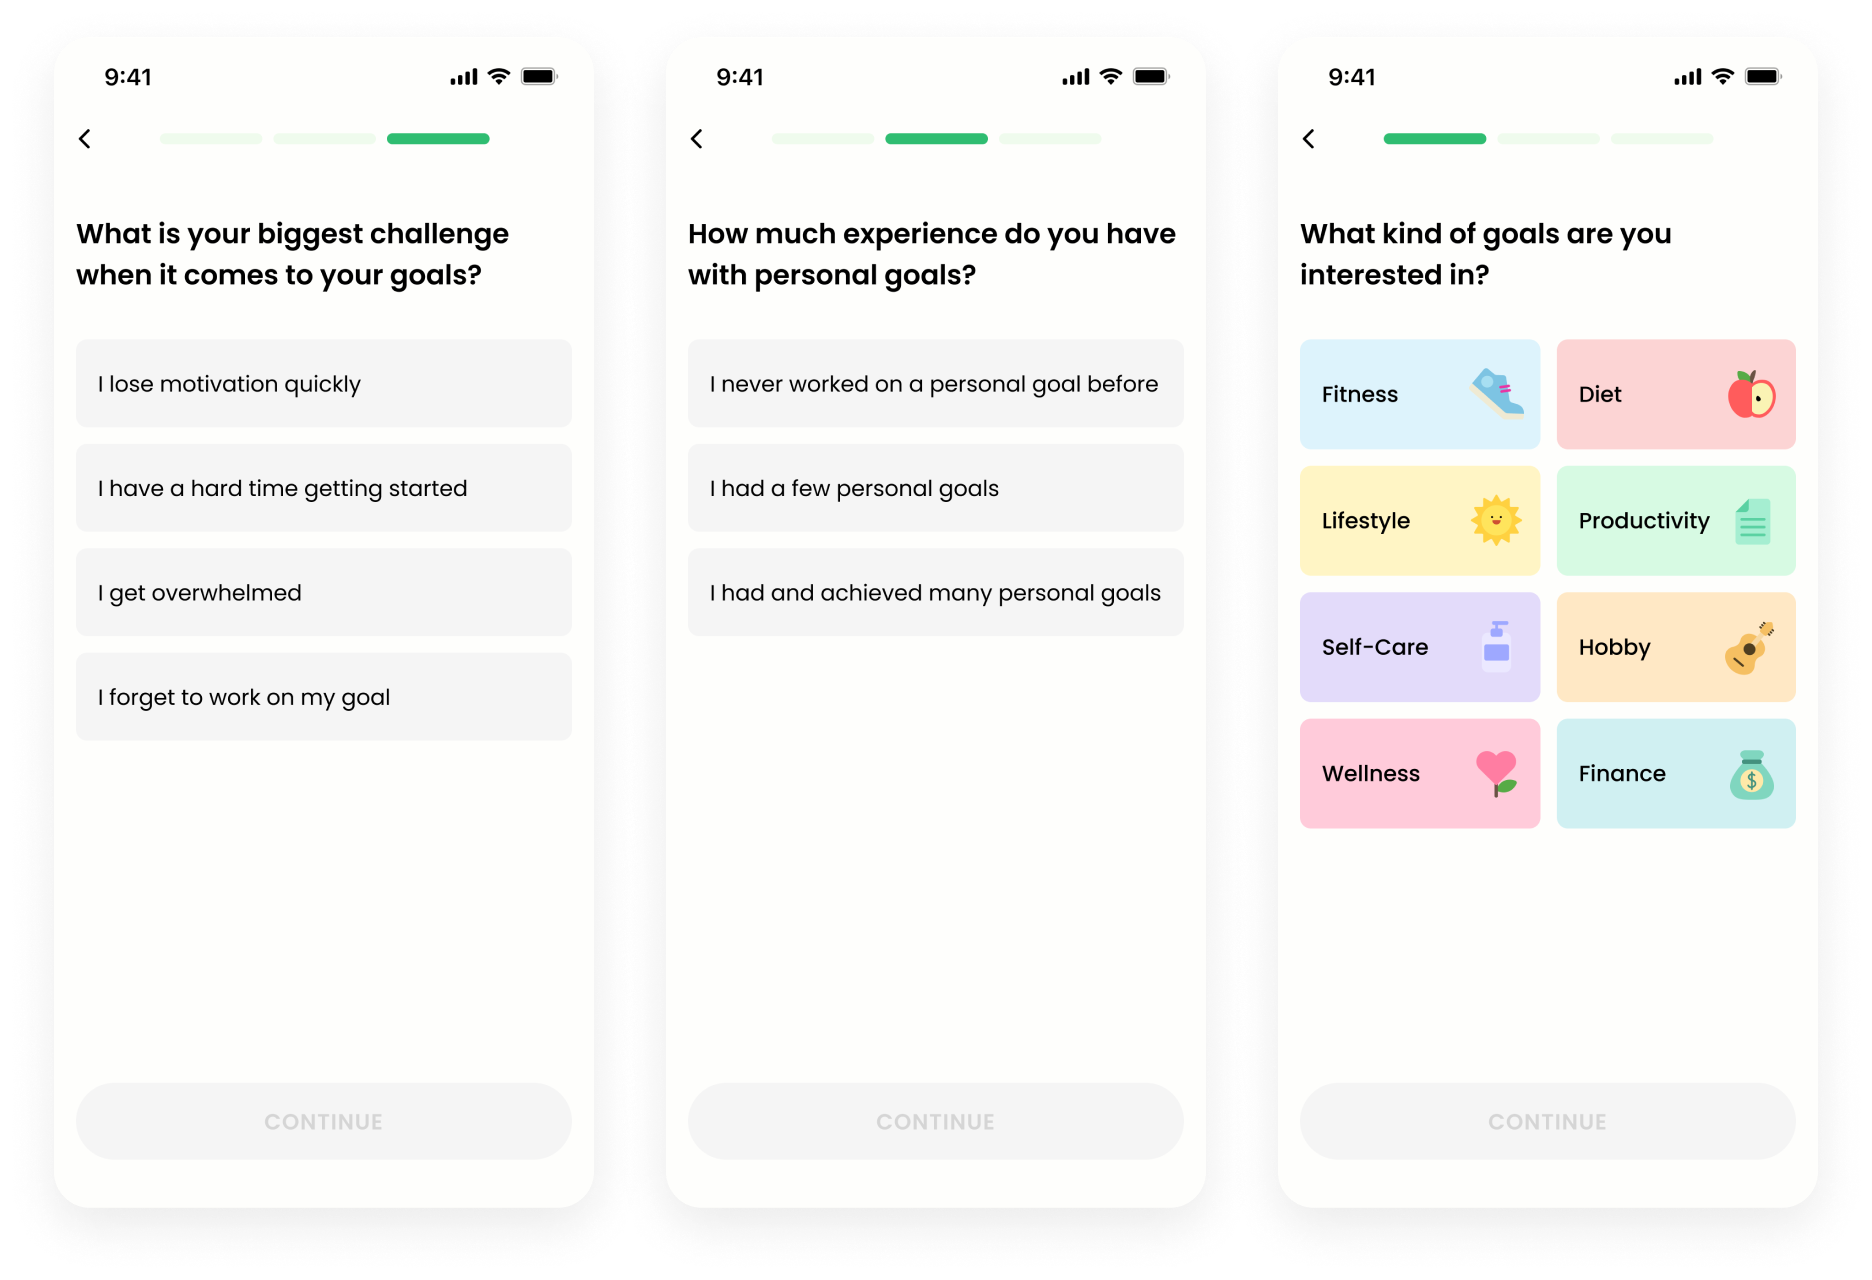 9:41
What is your biggest challenge
when it comes to your goals?
I lose motivation quickly
I have a hard time getting started
I get overwhelmed
I forget to work on my goal
CONTINUE
9:41
How much experience do you have
with personal goals?
I never worked on a personal goal before
I had a few personal goals
I had and achieved many personal goals
CONTINUE
9:41
What kind of goals are you
interested in?
Fitness
Diet
Lifestyle
Productivity
Self-Care
Hobby
Wellness
Finance
$
CONTINUE